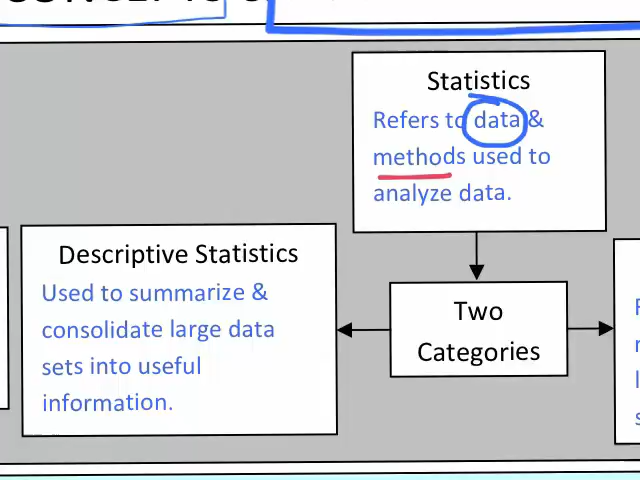 Statistics
Refers to data &
methods used to
analyze data.
Descriptive Statistics
Used to summarize &
consolidate large data
sets into useful
information.
Two
Categories